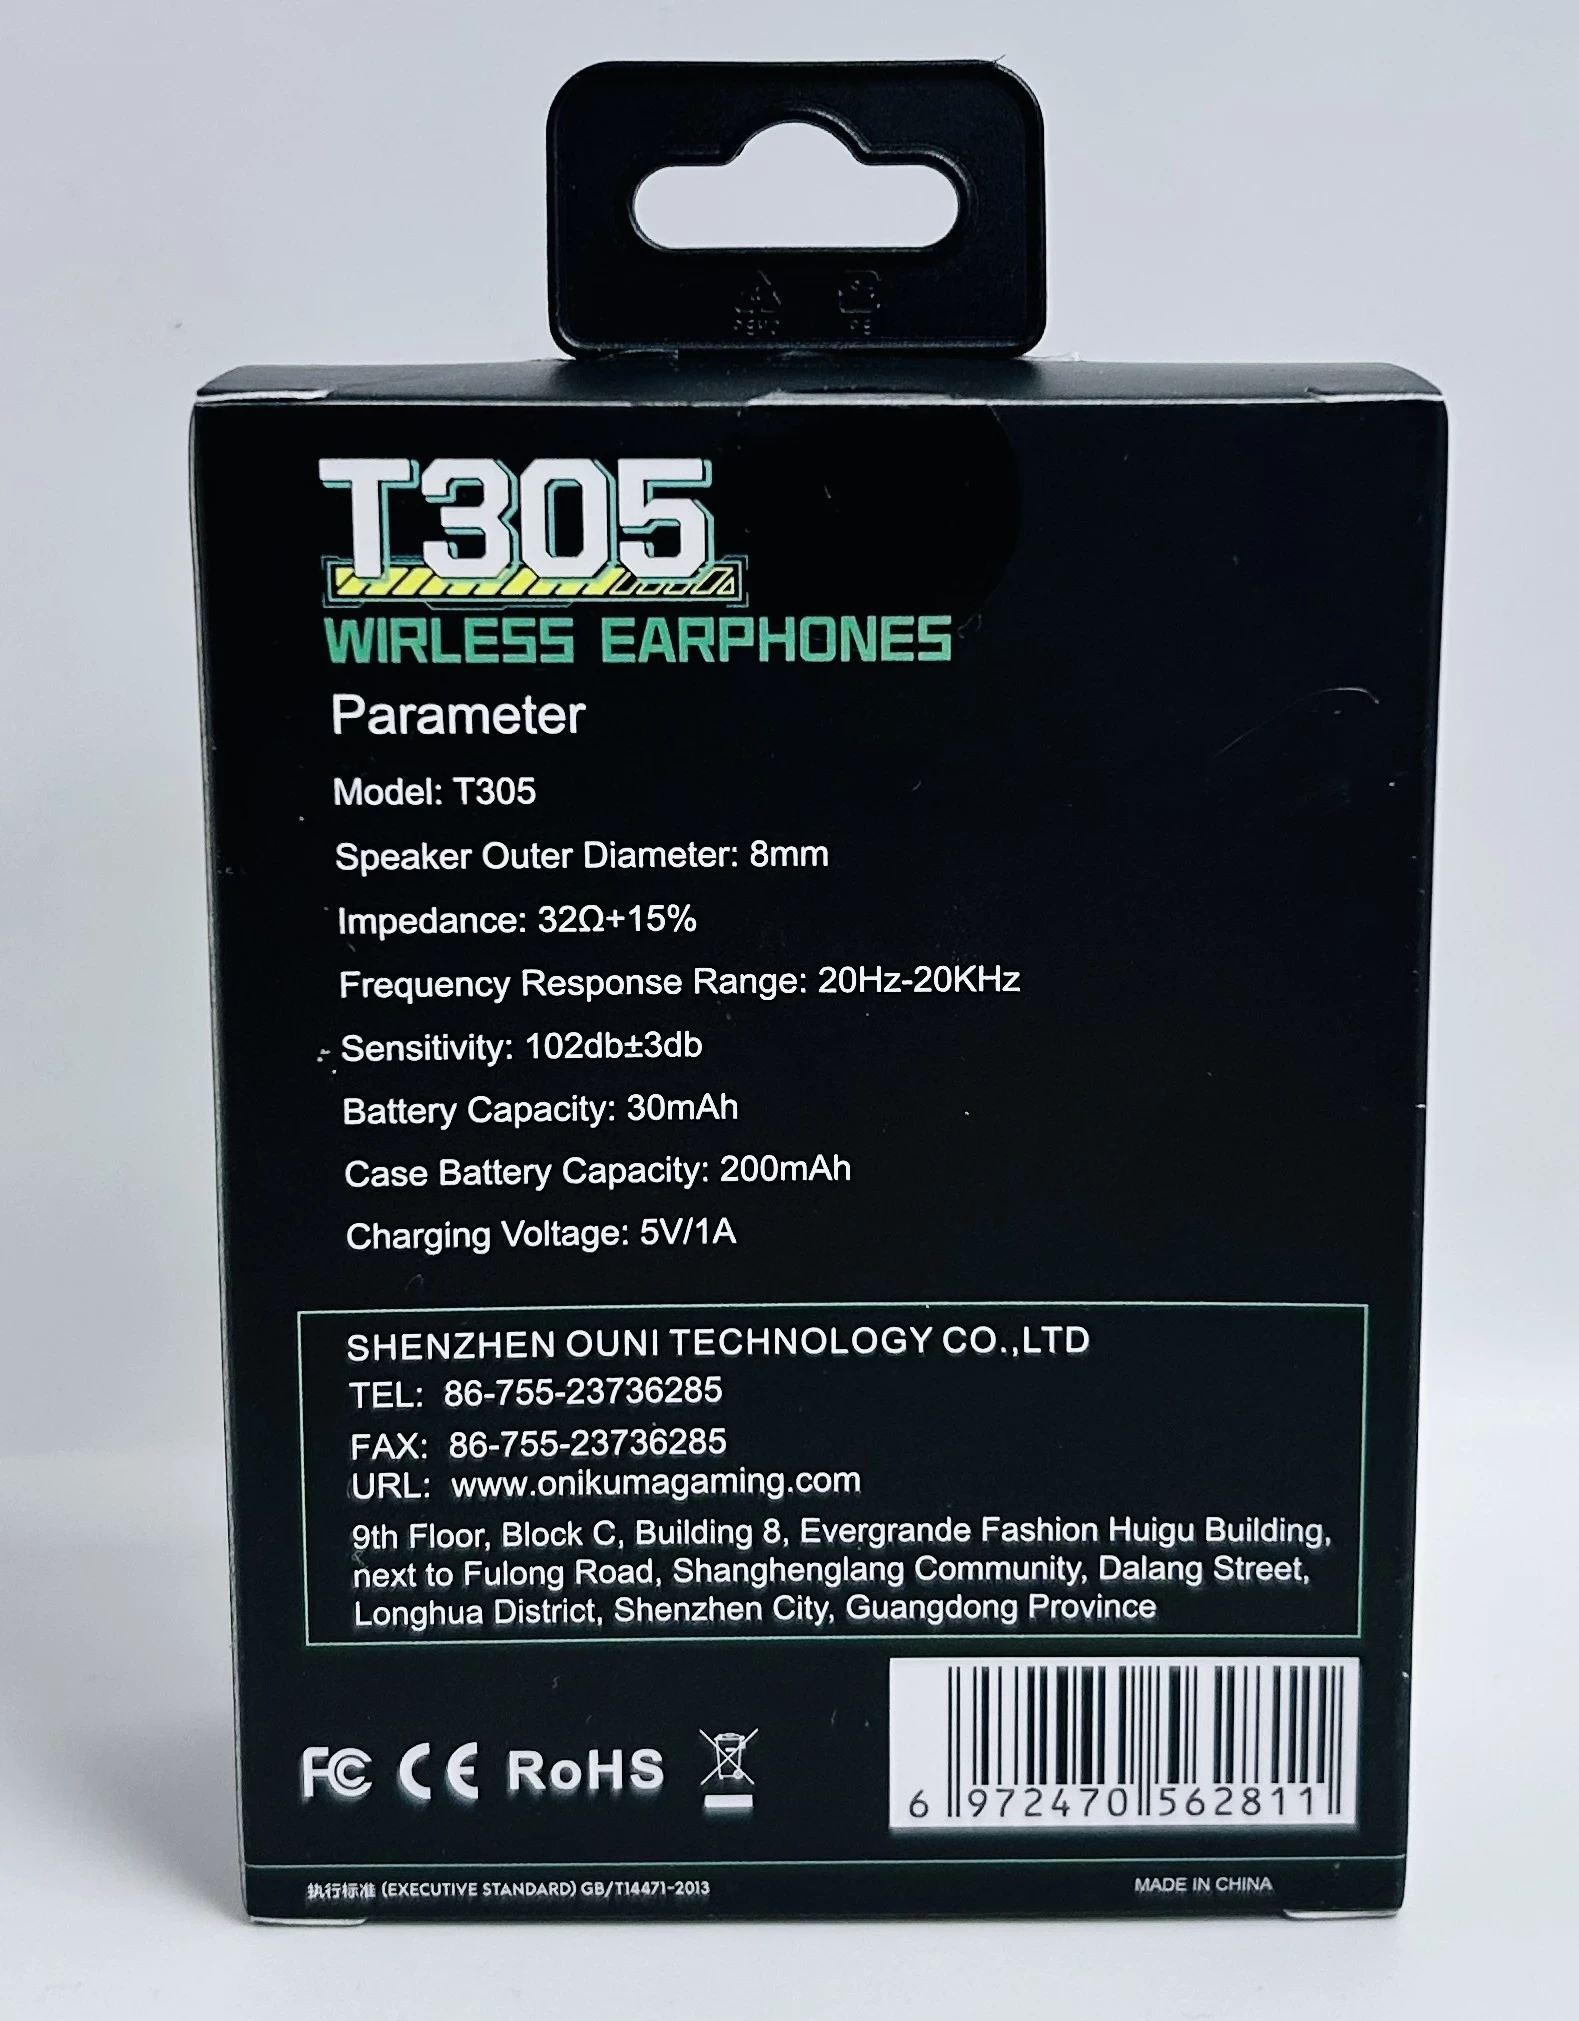 T305
WIRLESS EARPHONES
Parameter
Model: T305
Speaker Outer Diameter: 8mm
Impedance: 32Ω+15%
Frequency Response Range: 20Hz-20KHz
Sensitivity: 102db±3db
Battery Capacity: 30mAh
Case Battery Capacity: 200mAh
Charging Voltage: 5V/1A
SHENZHEN OUNI TECHNOLOGY CO.,LTD
TEL: 86-755-23736285
FAX: 86-755-23736285
URL: www.onikumagaming.com
9th Floor, Block C, Building 8, Evergrande Fashion Huigu Building,
next to Fulong Road, Shanghenglang Community, Dalang Street,
Longhua District, Shenzhen City, Guangdong Province
FC CE RoHS
6 972470 562811
执行标准 (EXECUTIVE STANDARD) GB/T14471-2013
MADE IN CHINA